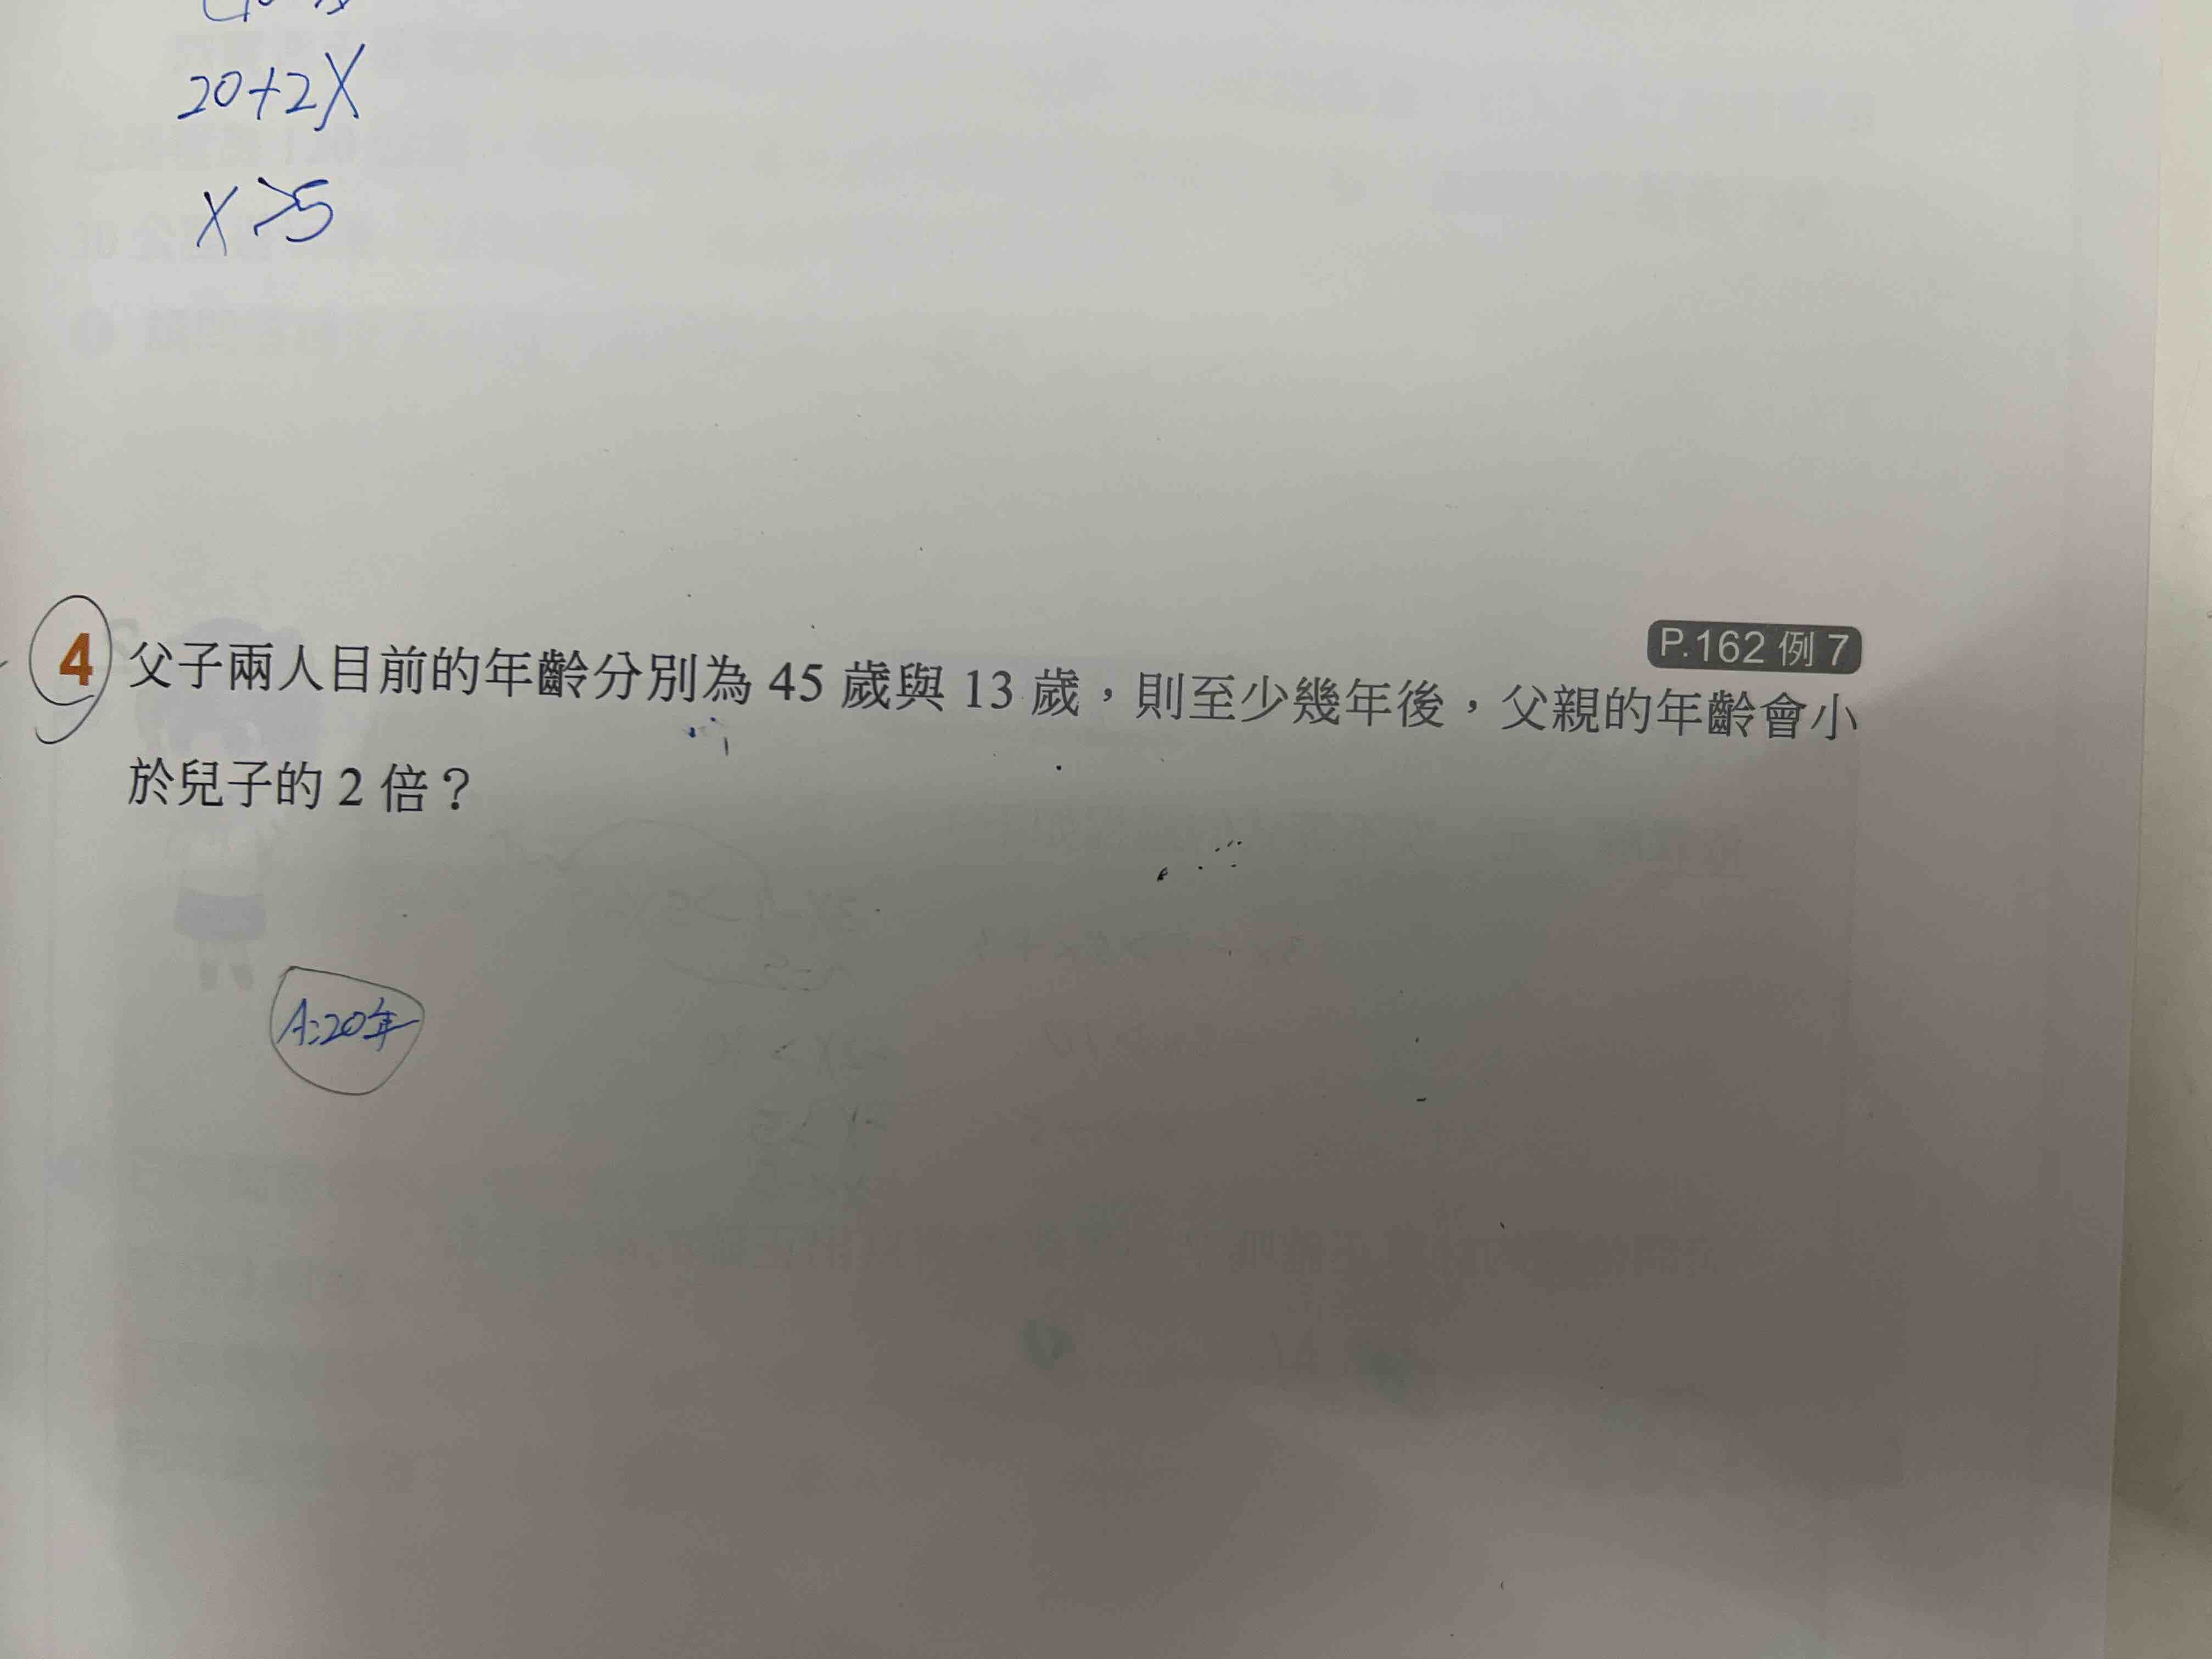 20+2X
X>5
P.162 例 7
4 父子兩人目前的年齡分別為 45 歲與 13 歲，則至少幾年後，父親的年齡會小
於兒子的 2 倍？
A:20年